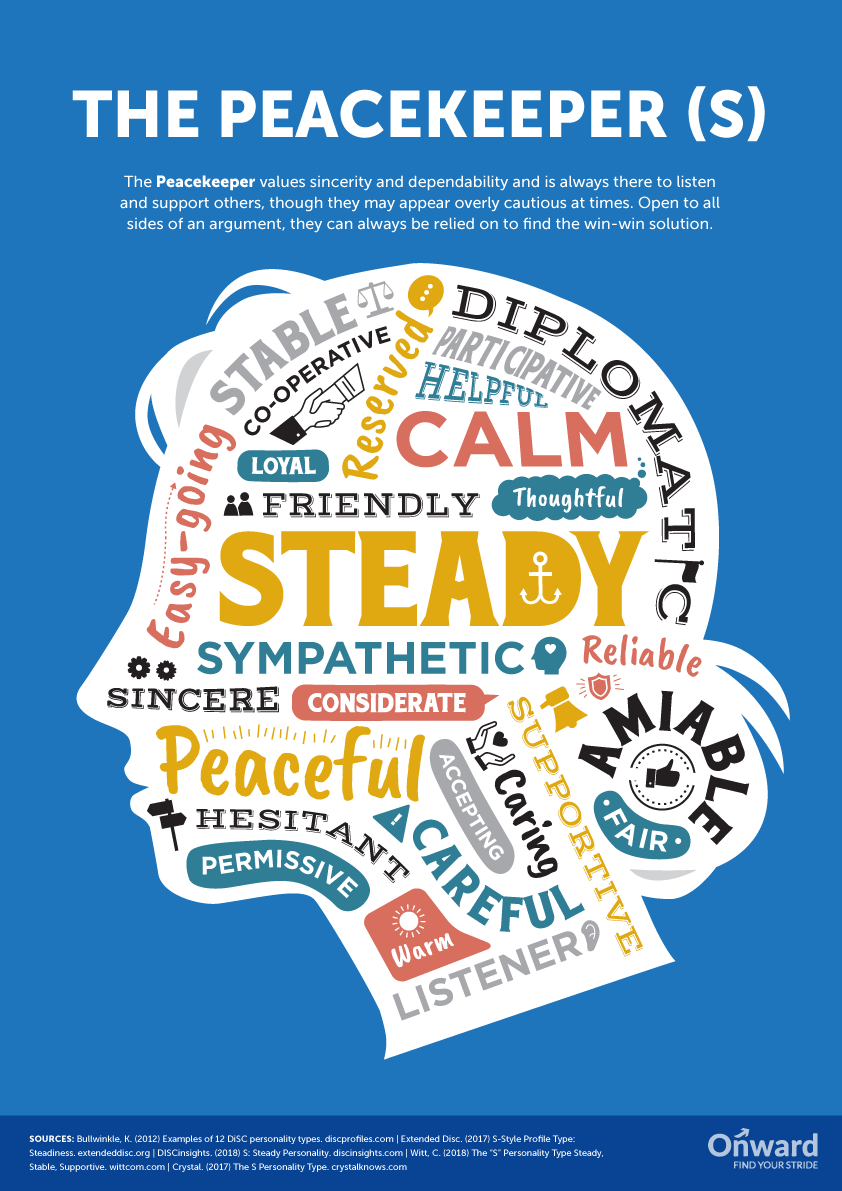 THE PEACEKEEPER (S)
The Peacekeeper values sincerity and dependability and is always there to listen
and support others, though they may appear overly cautious at times. Open to all
sides of an argument, they can always be relied on to find the win-win solution.
STABLE
CO-OPERATIVE
Reserved
DIPLOMATIC
PARTICIPATIVE
HELPFUL
CALM
Easy-going
LOYAL
FRIENDLY
Thoughtful
STEADY
SYMPATHETIC
Reliable
SINCERE
CONSIDERATE
SUPPORTIVE
AMIABLE
Peaceful
ACCEPTING
Caring
FAIR
HESITANT
CAREFUL
PERMISSIVE
Warm
LISTENER
SOURCES: Bullwinkle, K. (2012) Examples of 12 DiSC personality types. discprofiles.com | Extended Disc. (2017) S-Style Profile Type:
Steadiness. extendeddisc.org | DISCinsights. (2018) S: Steady Personality. discinsights.com | Witt, C. (2018) The "S" Personality Type Steady,
Stable, Supportive. wittcom.com | Crystal. (2017) The S Personality Type. crystalknows.com
Onward
FIND YOUR STRIDE